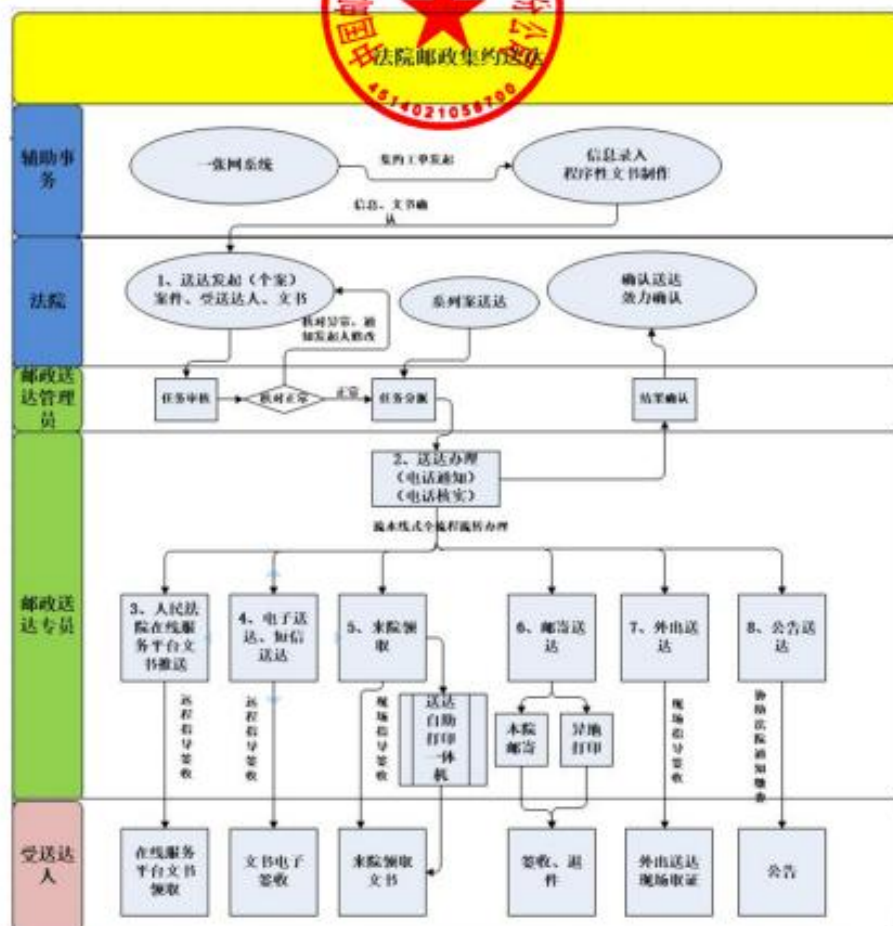 中国
份公司
4514021058700
法院邮政集约送达
辅助事
务
一张网系统
集约工单发起
信息录入
程序性文书制作
信息、文书确
认
法院
1、送达发起（个案）
案件、受送达人、文书
核对异常，通
知发起人修改
系列案送达
确认送达
效力确认
邮政送
达管理
员
任务审核
核对正常
正常
任务分派
结果确认
邮政送
达专员
2、送达办理
（电话通知）
（电话核实）
流水线式全流程流转办理
3、人民法
院在线服
务平台文
书推送
4、电子送
达、短信
送达
5、来院领
取
6、邮寄送
达
7、外出送
达
8、公告送
达
远程指导签收
远程指导签收
现场指导签收
送达
自助
打印
一体
机
本院
邮寄
异地
打印
现场指导签收
协助法院通知缴费
受送达
人
在线服务
平台文书
领取
文书电子
签收
来院领取
文书
签收、退
件
外出送达
现场取证
公告